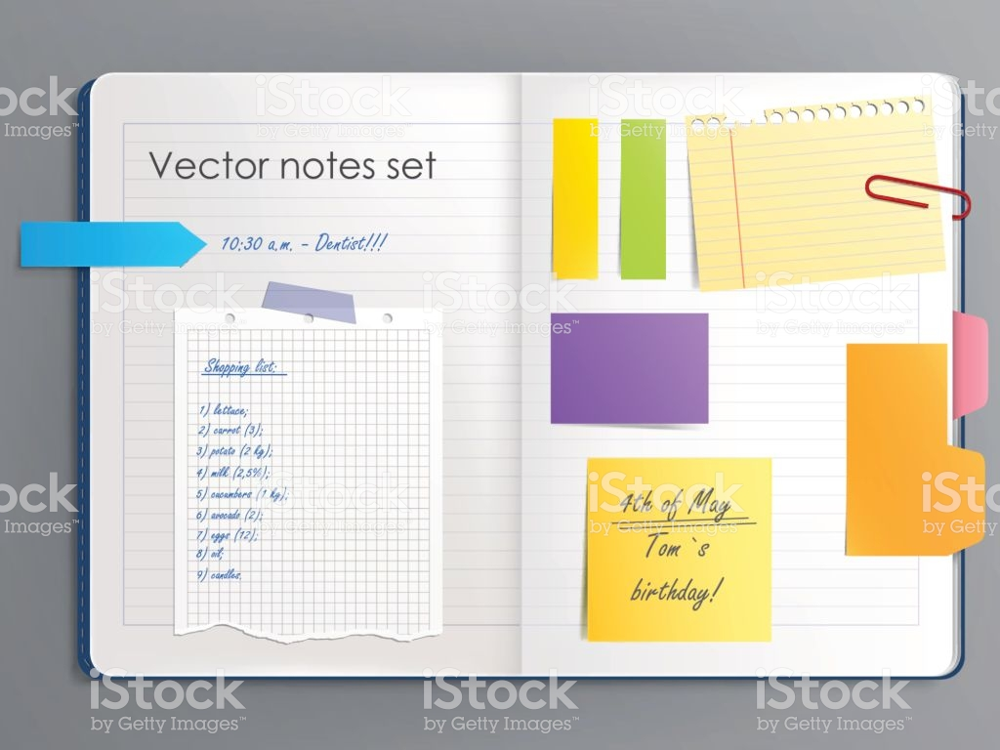 Vector notes set
10:30 a.m. - Dentist!!!
Shopping list:
1) lettuce;
2) carrot (3);
3) potato (2 kg);
4) milk (2,5%);
5) cucumbers (1 kg);
6) avocado (2);
7) eggs (12);
8) oil;
9) candles.
4th of May
Tom`s
birthday!
iStock
by Getty Images™